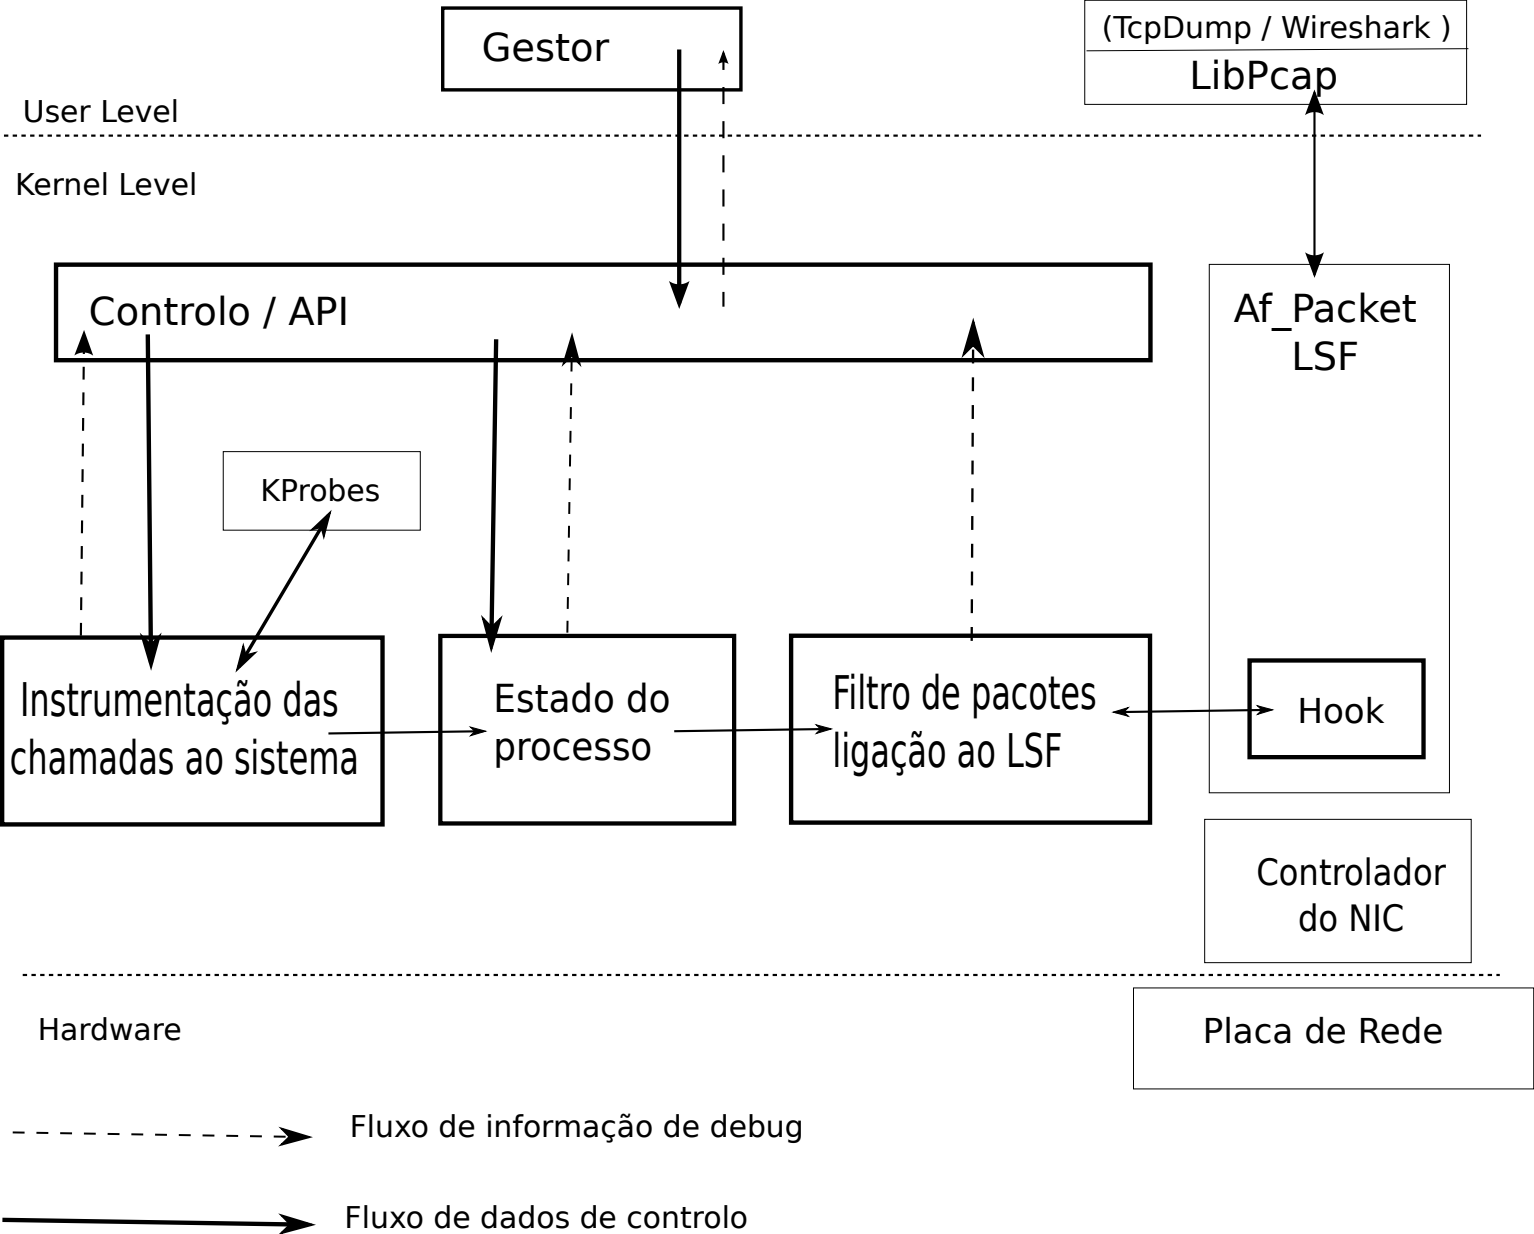 Gestor
(TcpDump / Wireshark )
LibPcap
User Level
Kernel Level
Controlo / API
Af_Packet
LSF
KProbes
Instrumentação das
chamadas ao sistema
Estado do
processo
Filtro de pacotes
ligação ao LSF
Hook
Controlador
do NIC
Hardware
Placa de Rede
Fluxo de informação de debug
Fluxo de dados de controlo